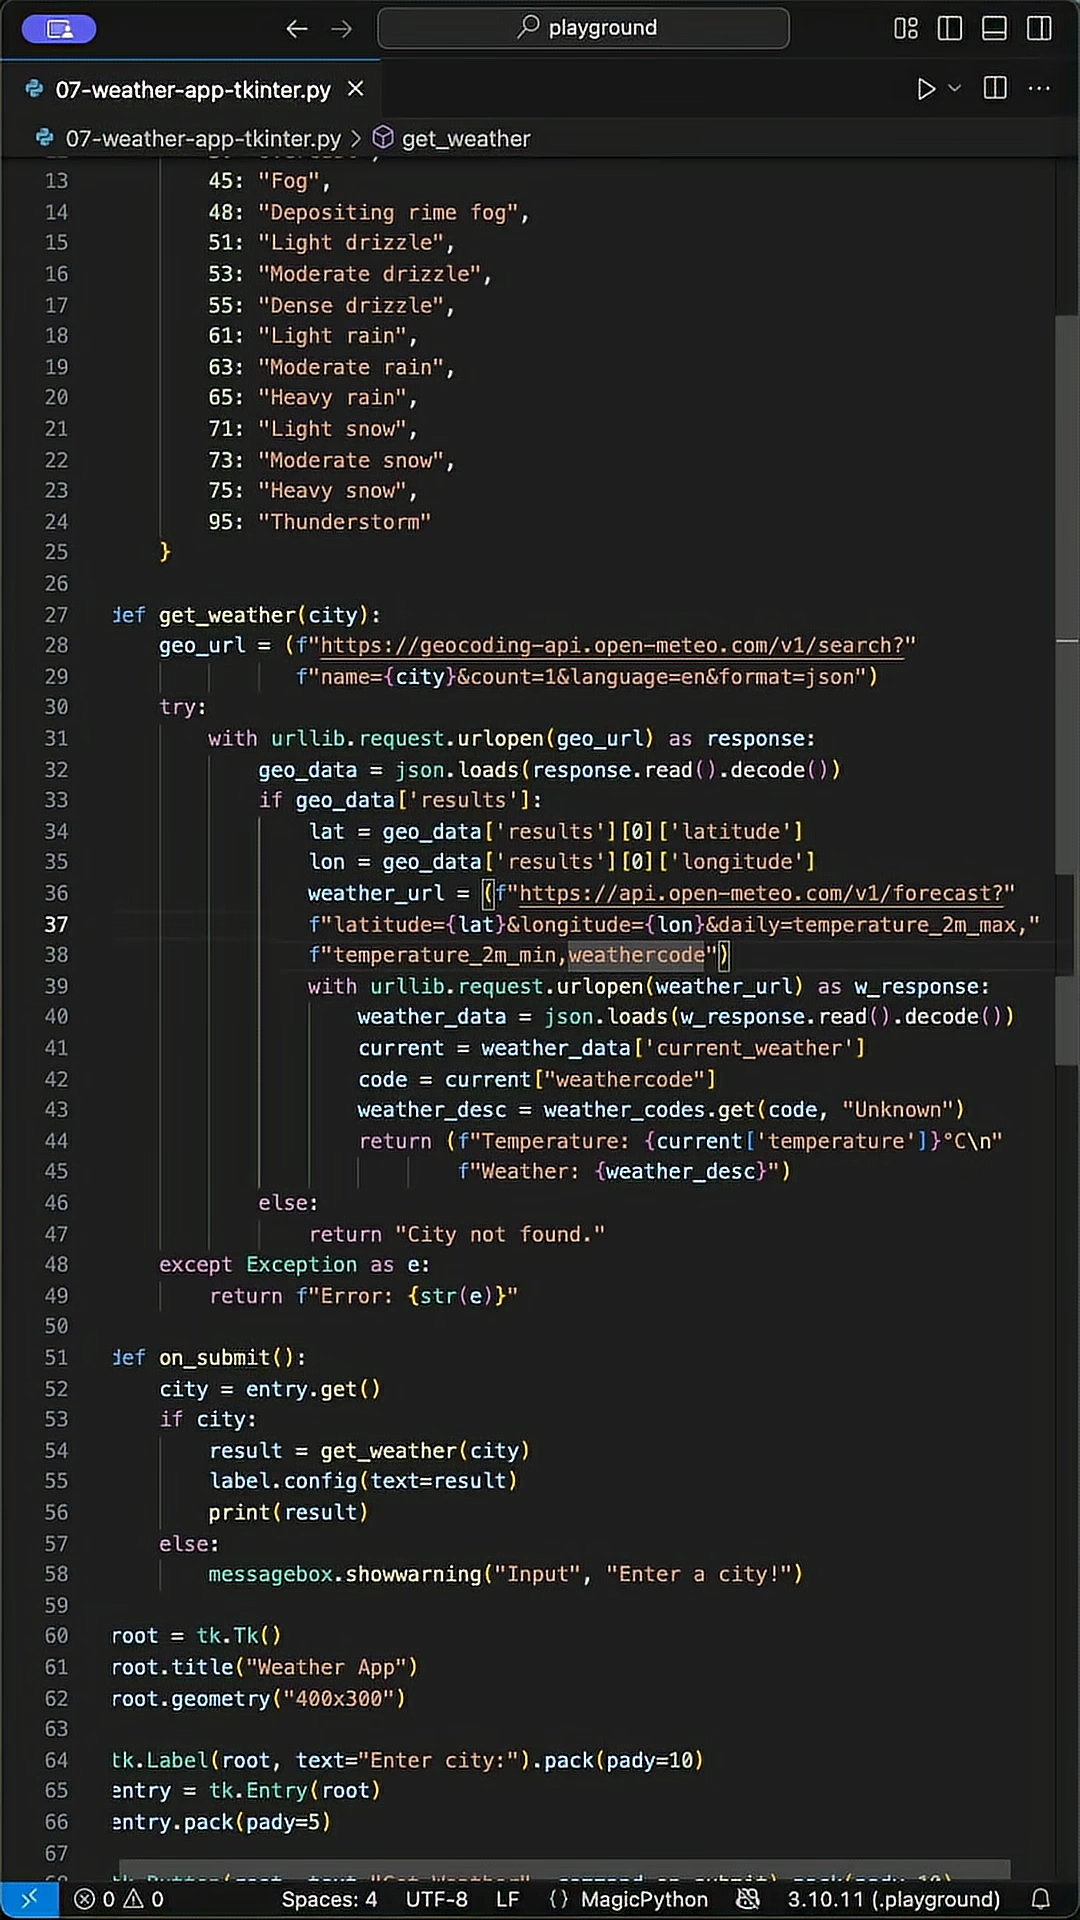 playground
07-weather-app-tkinter.py
07-weather-app-tkinter.py > get_weather
13 45: "Fog",
14 48: "Depositing rime fog",
15 51: "Light drizzle",
16 53: "Moderate drizzle",
17 55: "Dense drizzle",
18 61: "Light rain",
19 63: "Moderate rain",
20 65: "Heavy rain",
21 71: "Light snow",
22 73: "Moderate snow",
23 75: "Heavy snow",
24 95: "Thunderstorm"
25 }
26
27 def get_weather(city):
28 geo_url = (f"https://geocoding-api.open-meteo.com/v1/search?"
29 f"name={city}&count=1&language=en&format=json")
30 try:
31 with urllib.request.urlopen(geo_url) as response:
32 geo_data = json.loads(response.read().decode())
33 if geo_data['results']:
34 lat = geo_data['results'][0]['latitude']
35 lon = geo_data['results'][0]['longitude']
36 weather_url = (f"https://api.open-meteo.com/v1/forecast?"
37 f"latitude={lat}&longitude={lon}&daily=temperature_2m_max,"
38 f"temperature_2m_min,weathercode")
39 with urllib.request.urlopen(weather_url) as w_response:
40 weather_data = json.loads(w_response.read().decode())
41 current = weather_data['current_weather']
42 code = current["weathercode"]
43 weather_desc = weather_codes.get(code, "Unknown")
44 return (f"Temperature: {current['temperature']}°C\n"
45 f"Weather: {weather_desc}")
46 else:
47 return "City not found."
48 except Exception as e:
49 return f"Error: {str(e)}"
50
51 def on_submit():
52 city = entry.get()
53 if city:
54 result = get_weather(city)
55 label.config(text=result)
56 print(result)
57 else:
58 messagebox.showwarning("Input", "Enter a city!")
59
60 root = tk.Tk()
61 root.title("Weather App")
62 root.geometry("400x300")
63
64 tk.Label(root, text="Enter city:").pack(pady=10)
65 entry = tk.Entry(root)
66 entry.pack(pady=5)
67
0 0 Spaces: 4 UTF-8 LF {} MagicPython 3.10.11 (.playground)